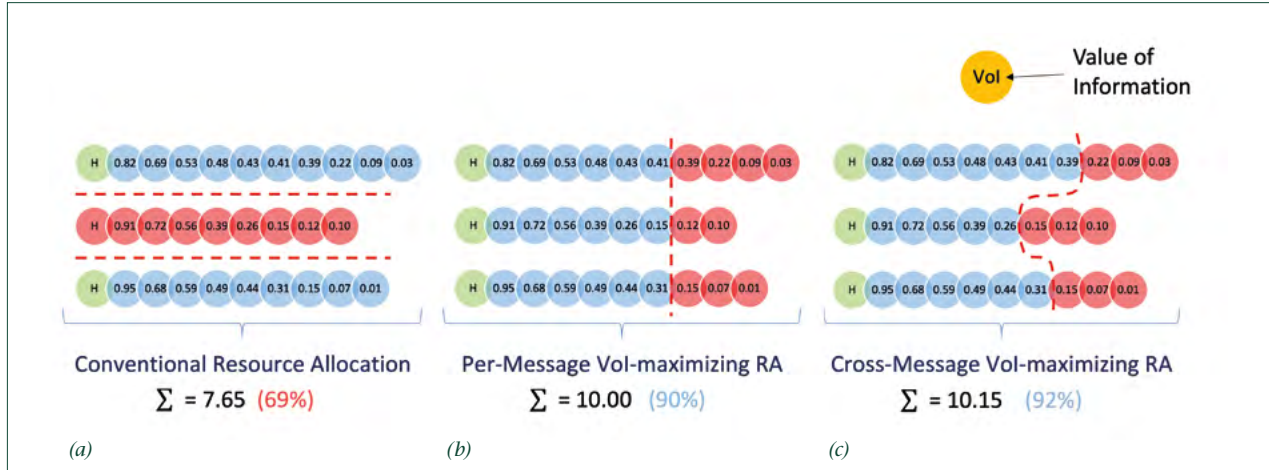 VoI
Value of
Information
H 0.82 0.69 0.53 0.48 0.43 0.41 0.39 0.22 0.09 0.03
H 0.91 0.72 0.56 0.39 0.26 0.15 0.12 0.10
H 0.95 0.68 0.59 0.49 0.44 0.31 0.15 0.07 0.01
Conventional Resource Allocation
∑ = 7.65 (69%)
(a)
H 0.82 0.69 0.53 0.48 0.43 0.41 0.39 0.22 0.09 0.03
H 0.91 0.72 0.56 0.39 0.26 0.15 0.12 0.10
H 0.95 0.68 0.59 0.49 0.44 0.31 0.15 0.07 0.01
Per-Message VoI-maximizing RA
∑ = 10.00 (90%)
(b)
H 0.82 0.69 0.53 0.48 0.43 0.41 0.39 0.22 0.09 0.03
H 0.91 0.72 0.56 0.39 0.26 0.15 0.12 0.10
H 0.95 0.68 0.59 0.49 0.44 0.31 0.15 0.07 0.01
Cross-Message VoI-maximizing RA
∑ = 10.15 (92%)
(c)